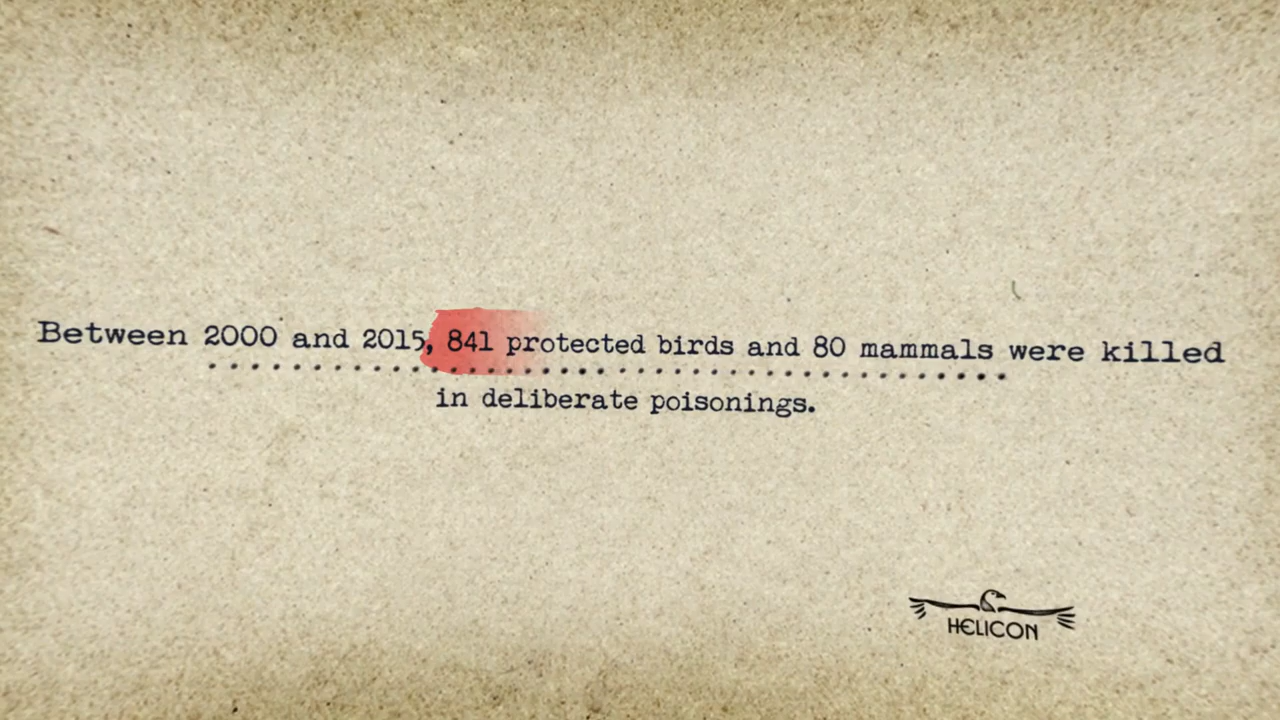 Between 2000 and 2015, 841 protected birds and 80 mammals were killed
in deliberate poisonings.
HELICON